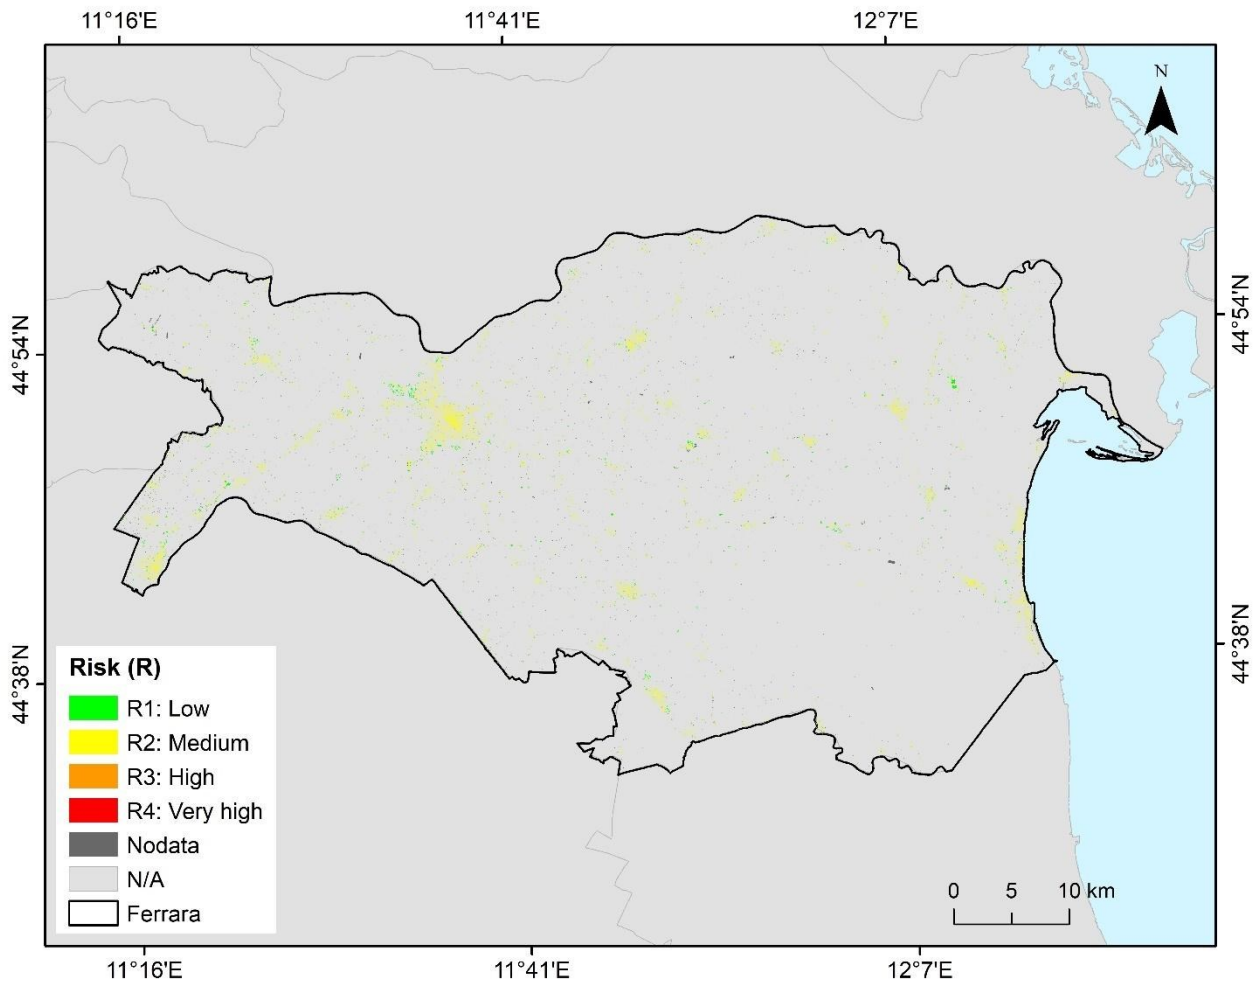 11°16'E
11°41'E
12°7'E
N
44°54'N
44°54'N
44°38'N
44°38'N
Risk (R)
R1: Low
R2: Medium
R3: High
R4: Very high
Nodata
N/A
Ferrara
0 5 10 km
11°16'E
11°41'E
12°7'E